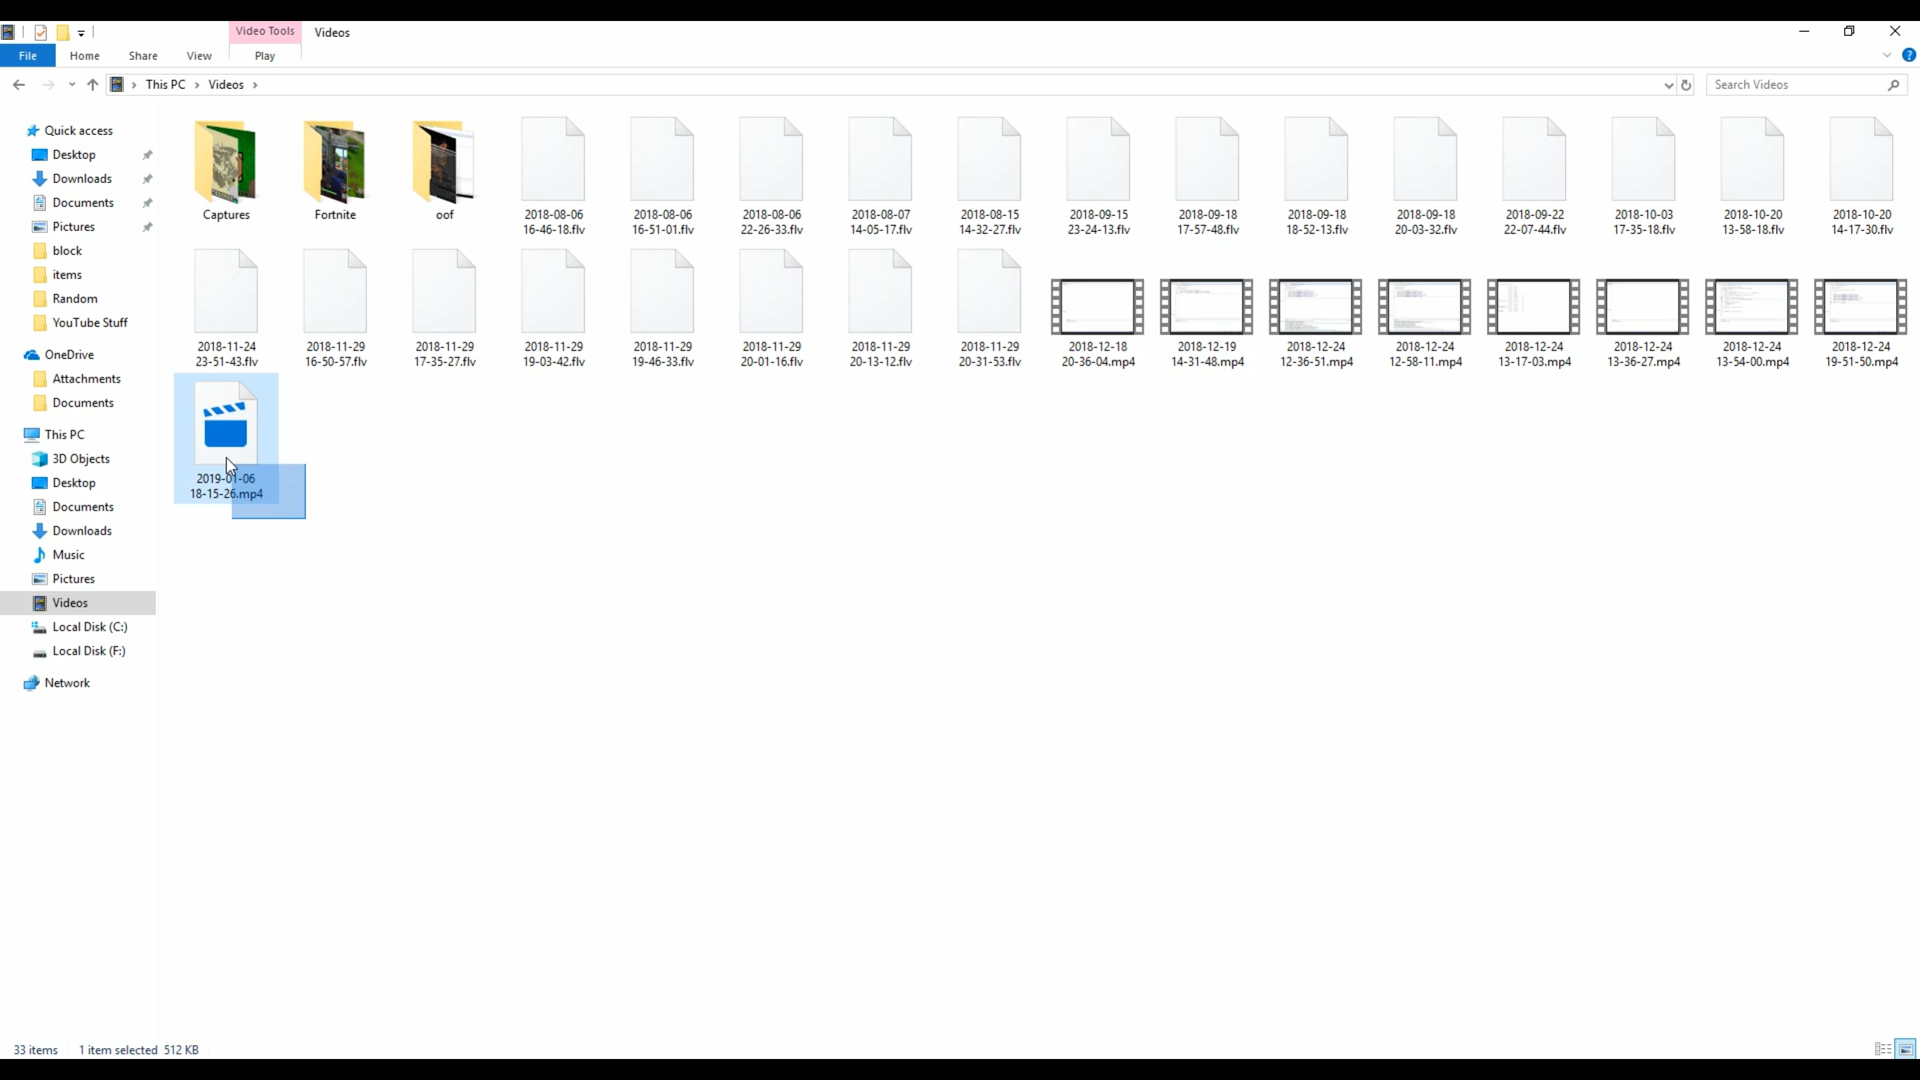 Video Tools
Videos
File
Home
Share
View
Play
This PC
Videos
Search Videos
Quick access
Desktop
Downloads
Documents
Pictures
block
items
Random
YouTube Stuff
OneDrive
Attachments
Documents
This PC
3D Objects
Desktop
Documents
Downloads
Music
Pictures
Videos
Local Disk (C:)
Local Disk (F:)
Network
Captures
Fortnite
oof
2018-08-06
16-46-18.flv
2018-08-06
16-51-01.flv
2018-08-06
22-26-33.flv
2018-08-07
14-05-17.flv
2018-08-15
14-32-27.flv
2018-09-15
23-24-13.flv
2018-09-18
17-57-48.flv
2018-09-18
18-52-13.flv
2018-09-18
20-03-32.flv
2018-09-22
22-07-44.flv
2018-10-03
17-35-18.flv
2018-10-20
13-58-18.flv
2018-10-20
14-17-30.flv
2018-11-24
23-51-43.flv
2018-11-29
16-50-57.flv
2018-11-29
17-35-27.flv
2018-11-29
19-03-42.flv
2018-11-29
19-46-33.flv
2018-11-29
20-01-16.flv
2018-11-29
20-13-12.flv
2018-11-29
20-31-53.flv
2018-12-18
20-36-04.mp4
2018-12-19
14-31-48.mp4
2018-12-24
12-36-51.mp4
2018-12-24
12-58-11.mp4
2018-12-24
13-17-03.mp4
2018-12-24
13-36-27.mp4
2018-12-24
13-54-00.mp4
2018-12-24
19-51-50.mp4
2019-01-06
18-15-26.mp4
33 items
1 item selected 512 KB